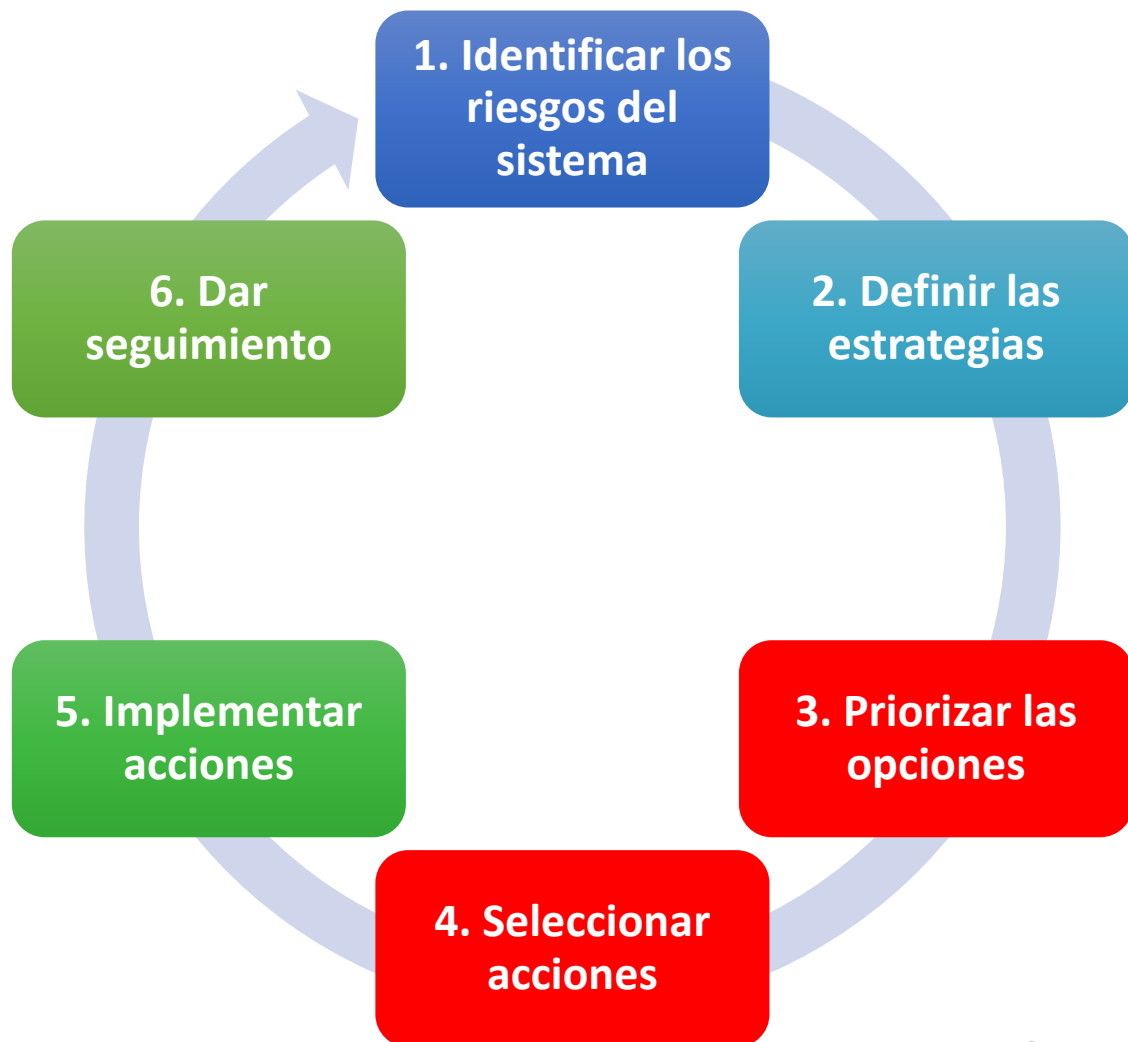 1. Identificar los
riesgos del
sistema
2. Definir las
estrategias
3. Priorizar las
opciones
4. Seleccionar
acciones
5. Implementar
acciones
6. Dar
seguimiento